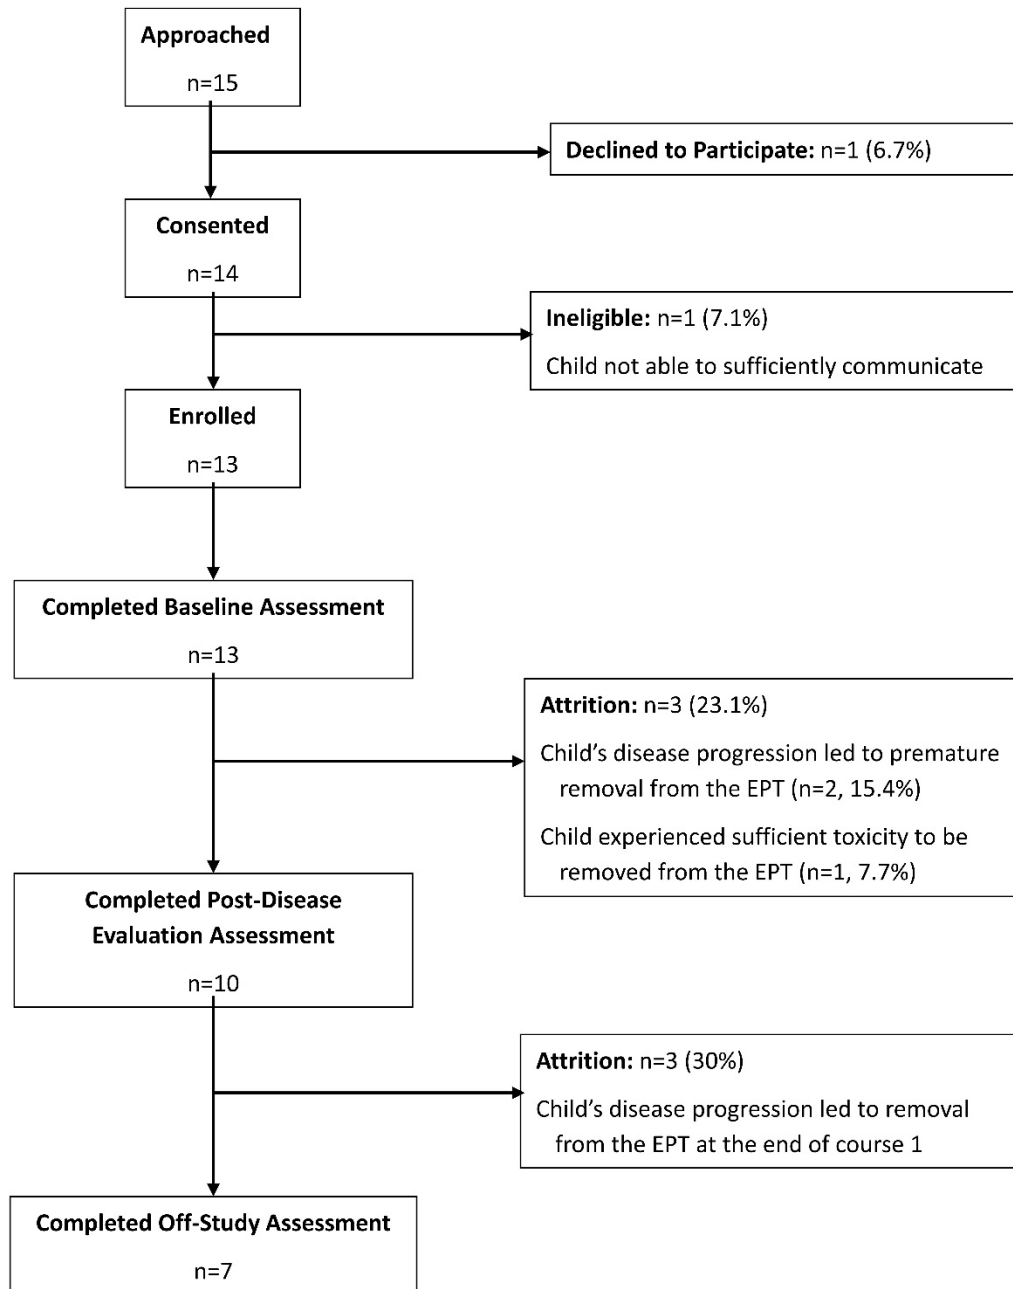 Approached
n=15
Declined to Participate: n=1 (6.7%)
Consented
n=14
Ineligible: n=1 (7.1%)
Child not able to sufficiently communicate
Enrolled
n=13
Completed Baseline Assessment
n=13
Attrition: n=3 (23.1%)
Child’s disease progression led to premature
removal from the EPT (n=2, 15.4%)
Child experienced sufficient toxicity to be
removed from the EPT (n=1, 7.7%)
Completed Post-Disease
Evaluation Assessment
n=10
Attrition: n=3 (30%)
Child’s disease progression led to removal
from the EPT at the end of course 1
Completed Off-Study Assessment
n=7